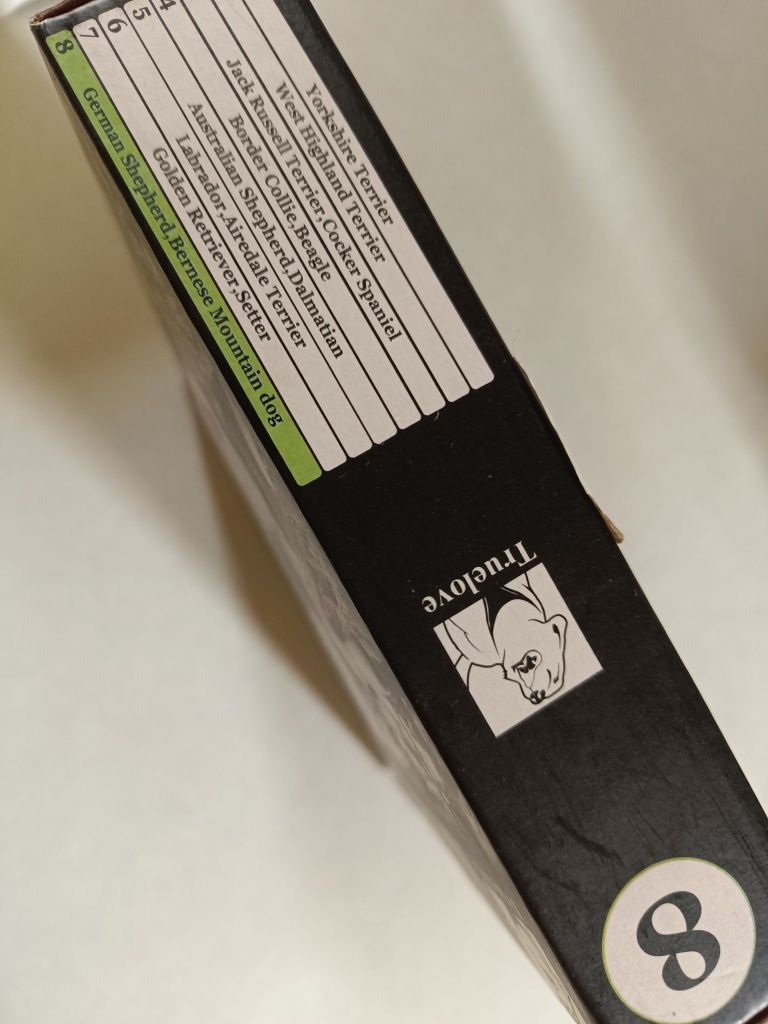 Yorkshire Terrier
West Highland Terrier
Jack Russell Terrier,Cocker Spaniel
4 Border Collie,Beagle
5 Australian Shepherd,Dalmatian
6 Labrador,Airedale Terrier
7 Golden Retriever,Setter
8 German Shepherd,Bernese Mountain dog
Truelove
8